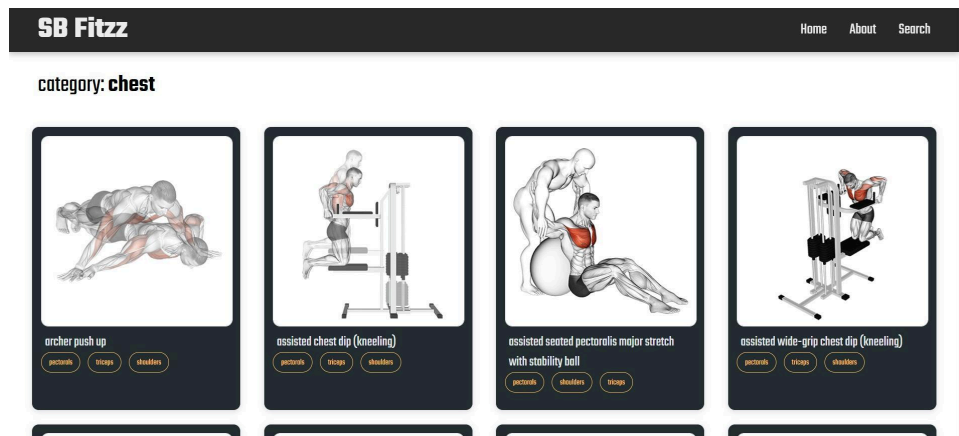 SB Fitzz
Home About Search
category: chest
archer push up
pectorals triceps shoulders
assisted chest dip (kneeling)
pectorals triceps shoulders
assisted seated pectoralis major stretch
with stability ball
pectorals shoulders triceps
assisted wide-grip chest dip (kneeling)
pectorals triceps shoulders